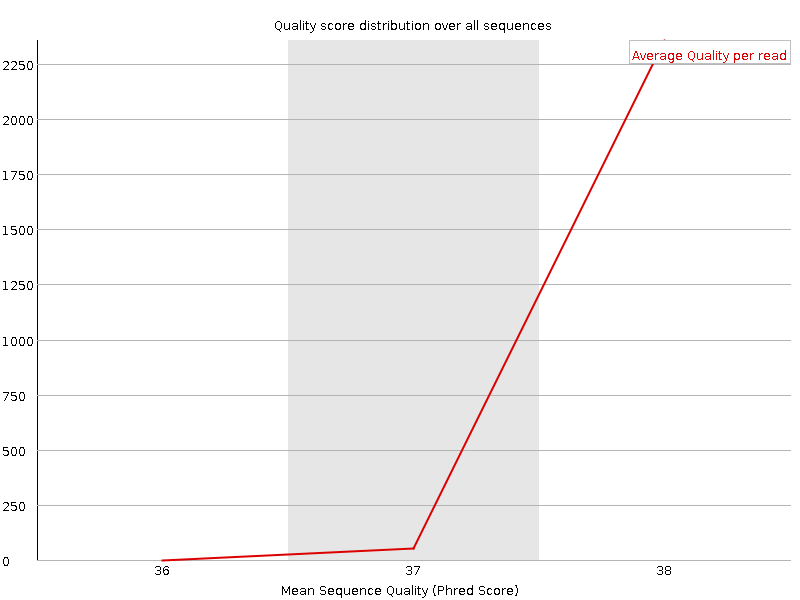 Quality score distribution over all sequences
Average Quality per read
2250
2000
1750
1500
1250
1000
750
500
250
0
36 37 38
Mean Sequence Quality (Phred Score)